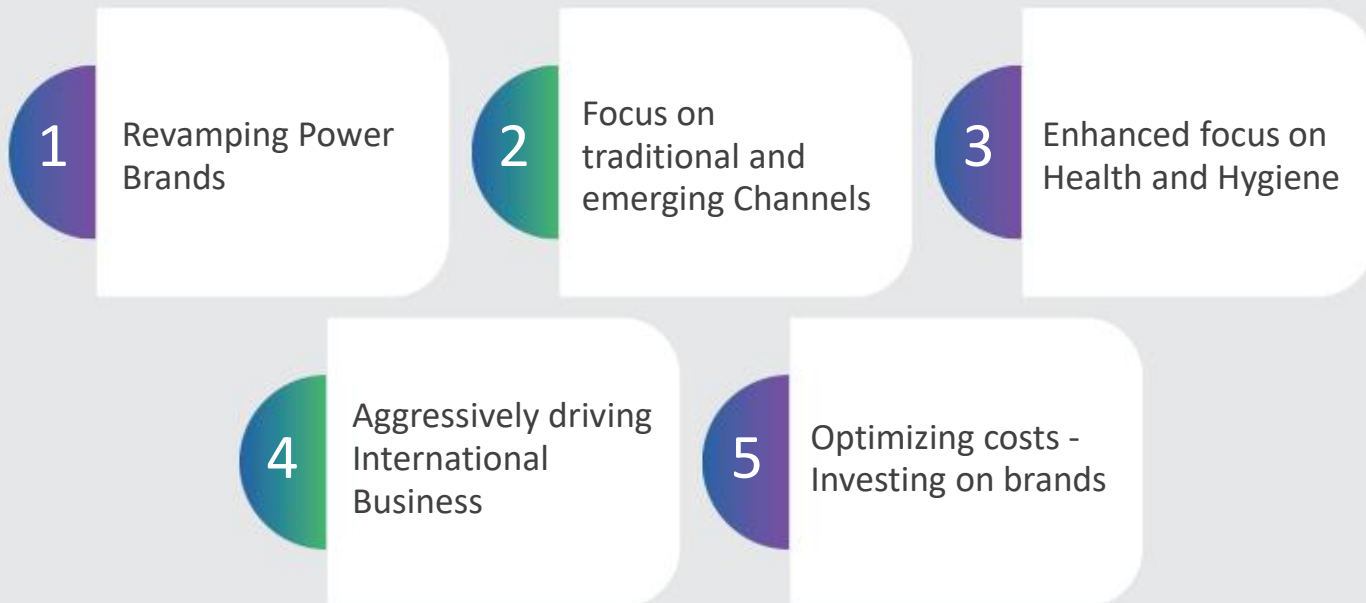 1
Revamping Power
Brands
2
Focus on
traditional and
emerging Channels
3
Enhanced focus on
Health and Hygiene
4
Aggressively driving
International
Business
5
Optimizing costs -
Investing on brands